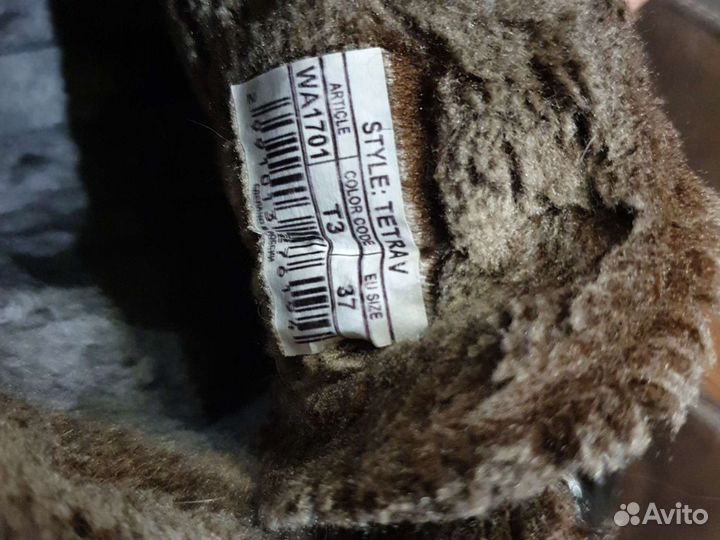 STYLE: TETRAV
ARTICLE COLOR CODE EU SIZE
WA1701 T3 37
Avito